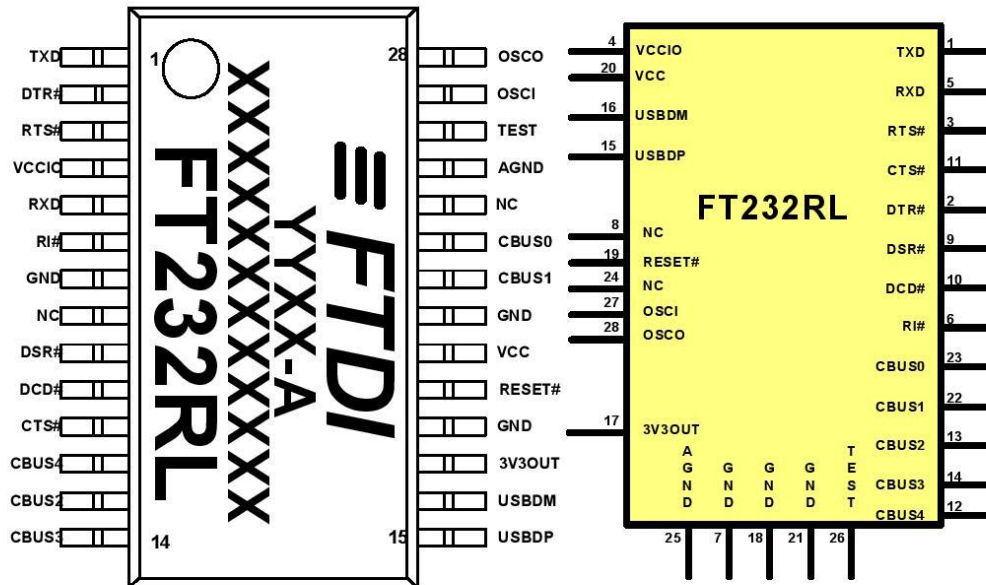 TXD
DTR#
RTS#
VCCIO
RXD
RI#
GND
NC
DSR#
DCD#
CTS#
CBUS4
CBUS2
CBUS3
1
14
28
15
FT232RL
XXXXXXXXXXXX
YYXX-A
FTDI
OSCO
OSCI
TEST
AGND
NC
CBUS0
CBUS1
GND
VCC
RESET#
GND
3V3OUT
USBDM
USBDP
4 VCCIO
20 VCC
16 USBDM
15 USBDP
8 NC
19 RESET#
24 NC
27 OSCI
28 OSCO
17 3V3OUT
FT232RL
TXD 1
RXD 5
RTS# 3
CTS# 11
DTR# 2
DSR# 9
DCD# 10
RI# 6
CBUS0 23
CBUS1 22
CBUS2 13
CBUS3 14
CBUS4 12
AGND
GND
GND
GND
TEST
25 7 18 21 26